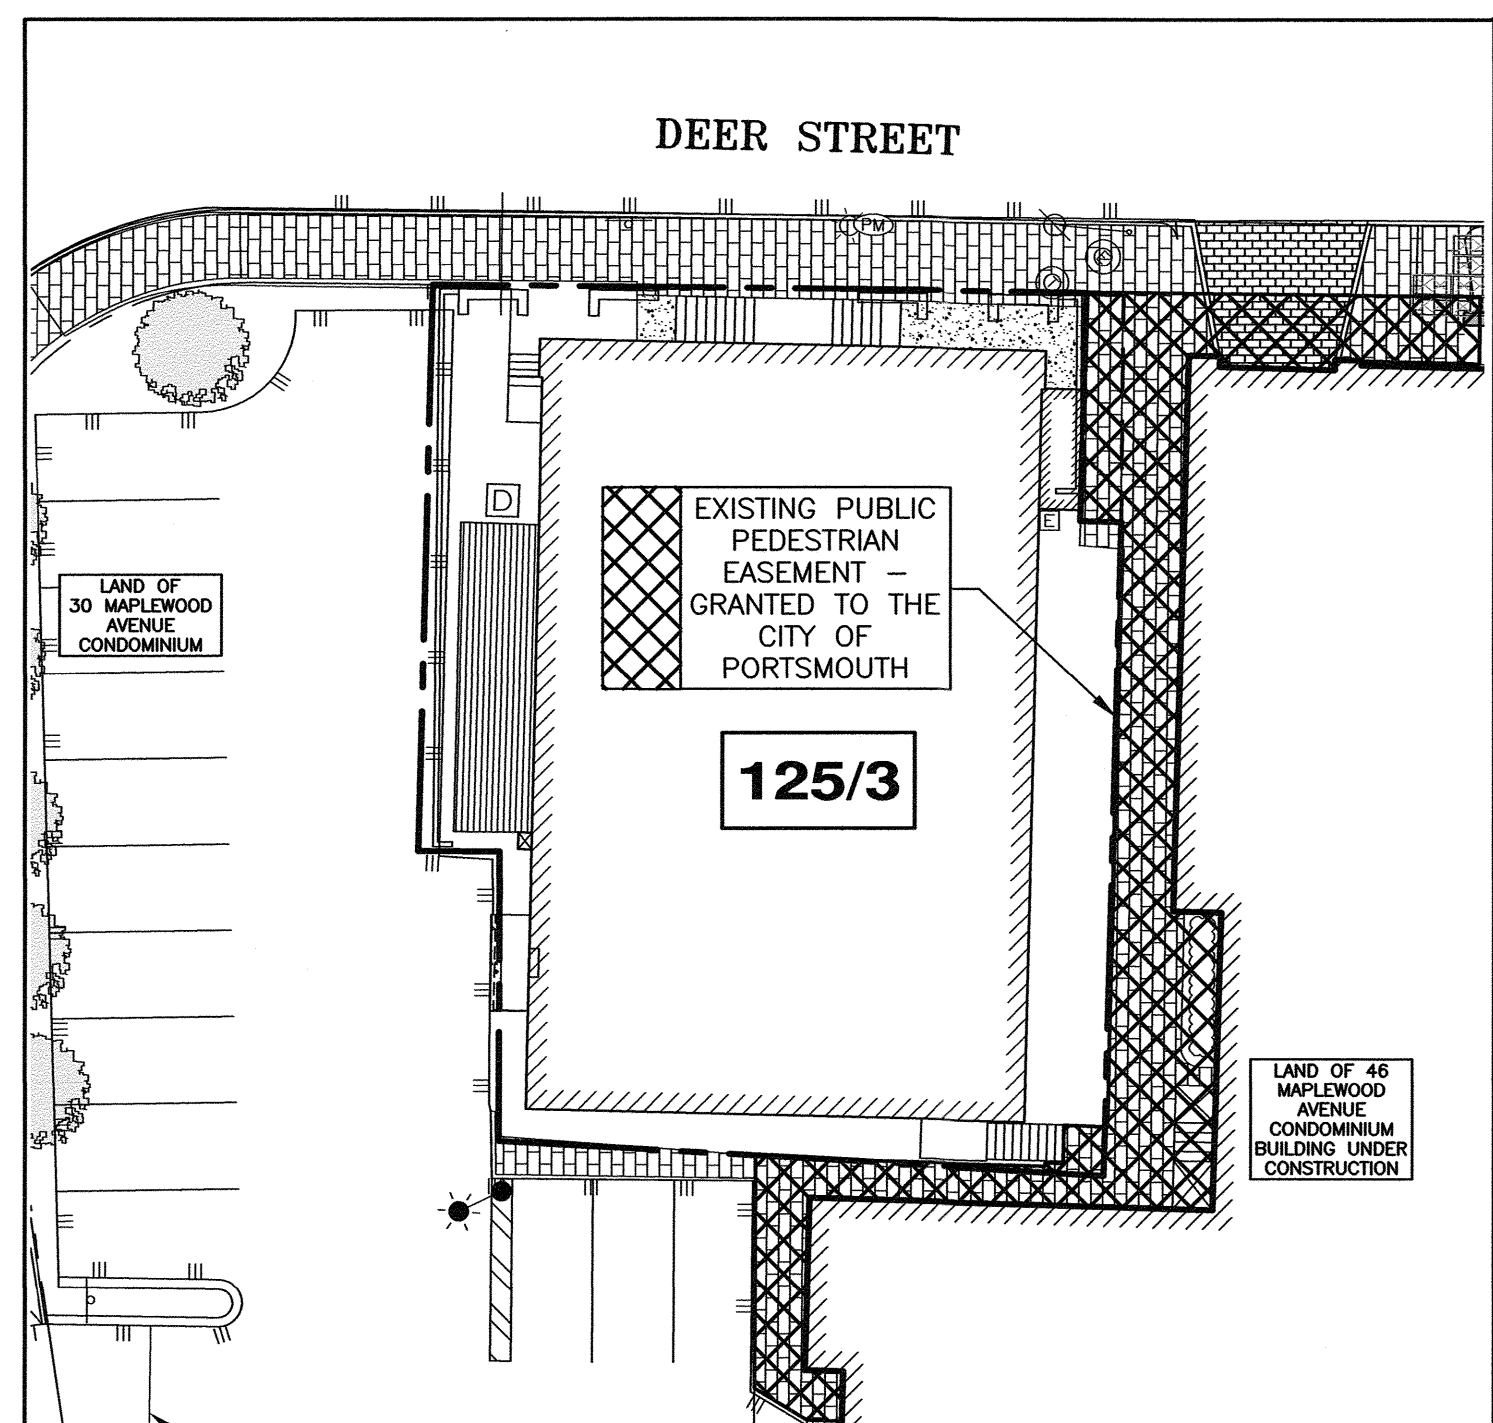 DEER STREET
PM
D
EXISTING PUBLIC
PEDESTRIAN
EASEMENT –
GRANTED TO THE
CITY OF
PORTSMOUTH
E
LAND OF
30 MAPLEWOOD
AVENUE
CONDOMINIUM
125/3
LAND OF 46
MAPLEWOOD
AVENUE
CONDOMINIUM
BUILDING UNDER
CONSTRUCTION